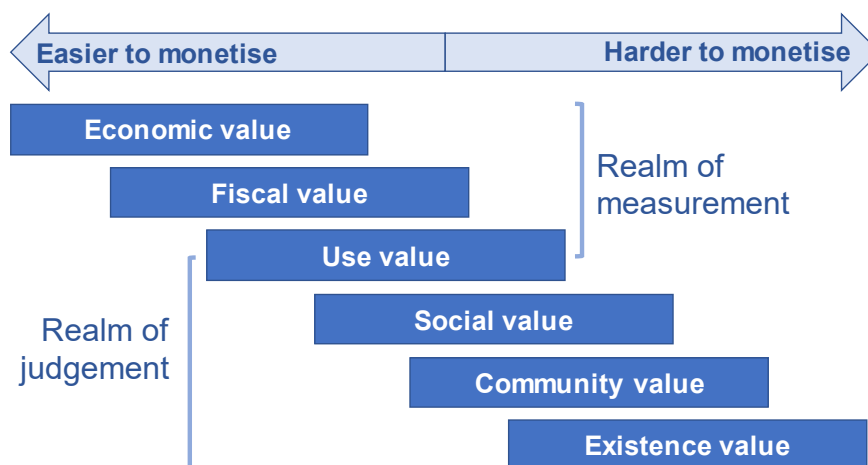 Easier to monetise
Harder to monetise
Economic value
Fiscal value
Realm of
measurement
Use value
Social value
Realm of
judgement
Community value
Existence value